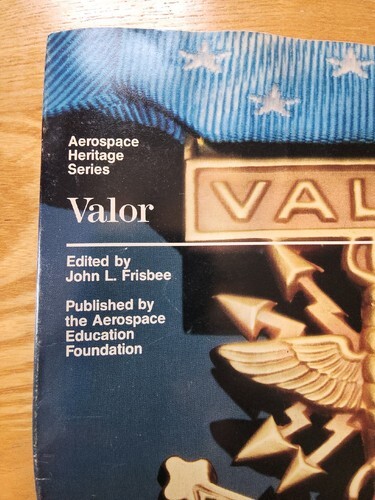 Aerospace
Heritage
Series
Valor
VAL
Edited by
John L. Frisbee
Published by
the Aerospace
Education
Foundation